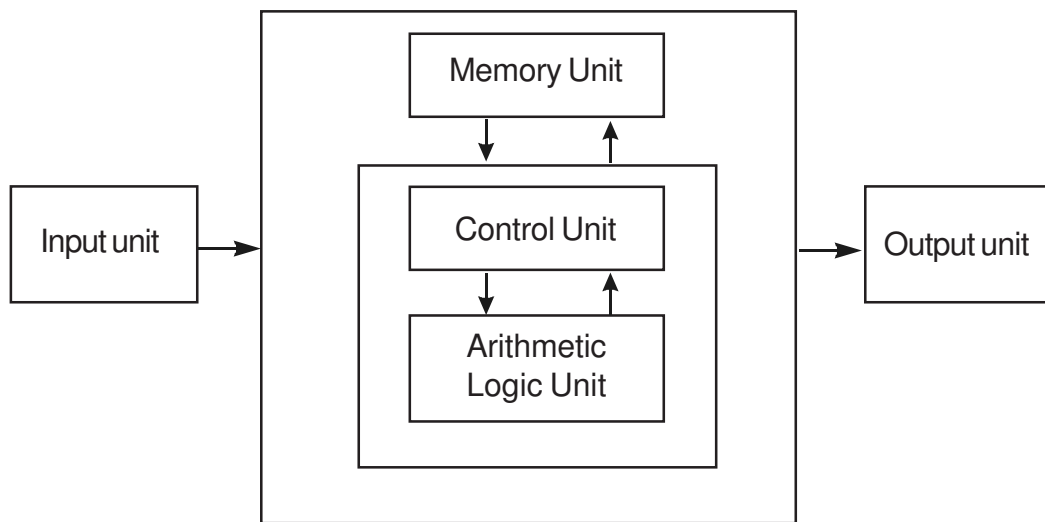 Memory Unit
Input unit
Control Unit
Output unit
Arithmetic
Logic Unit